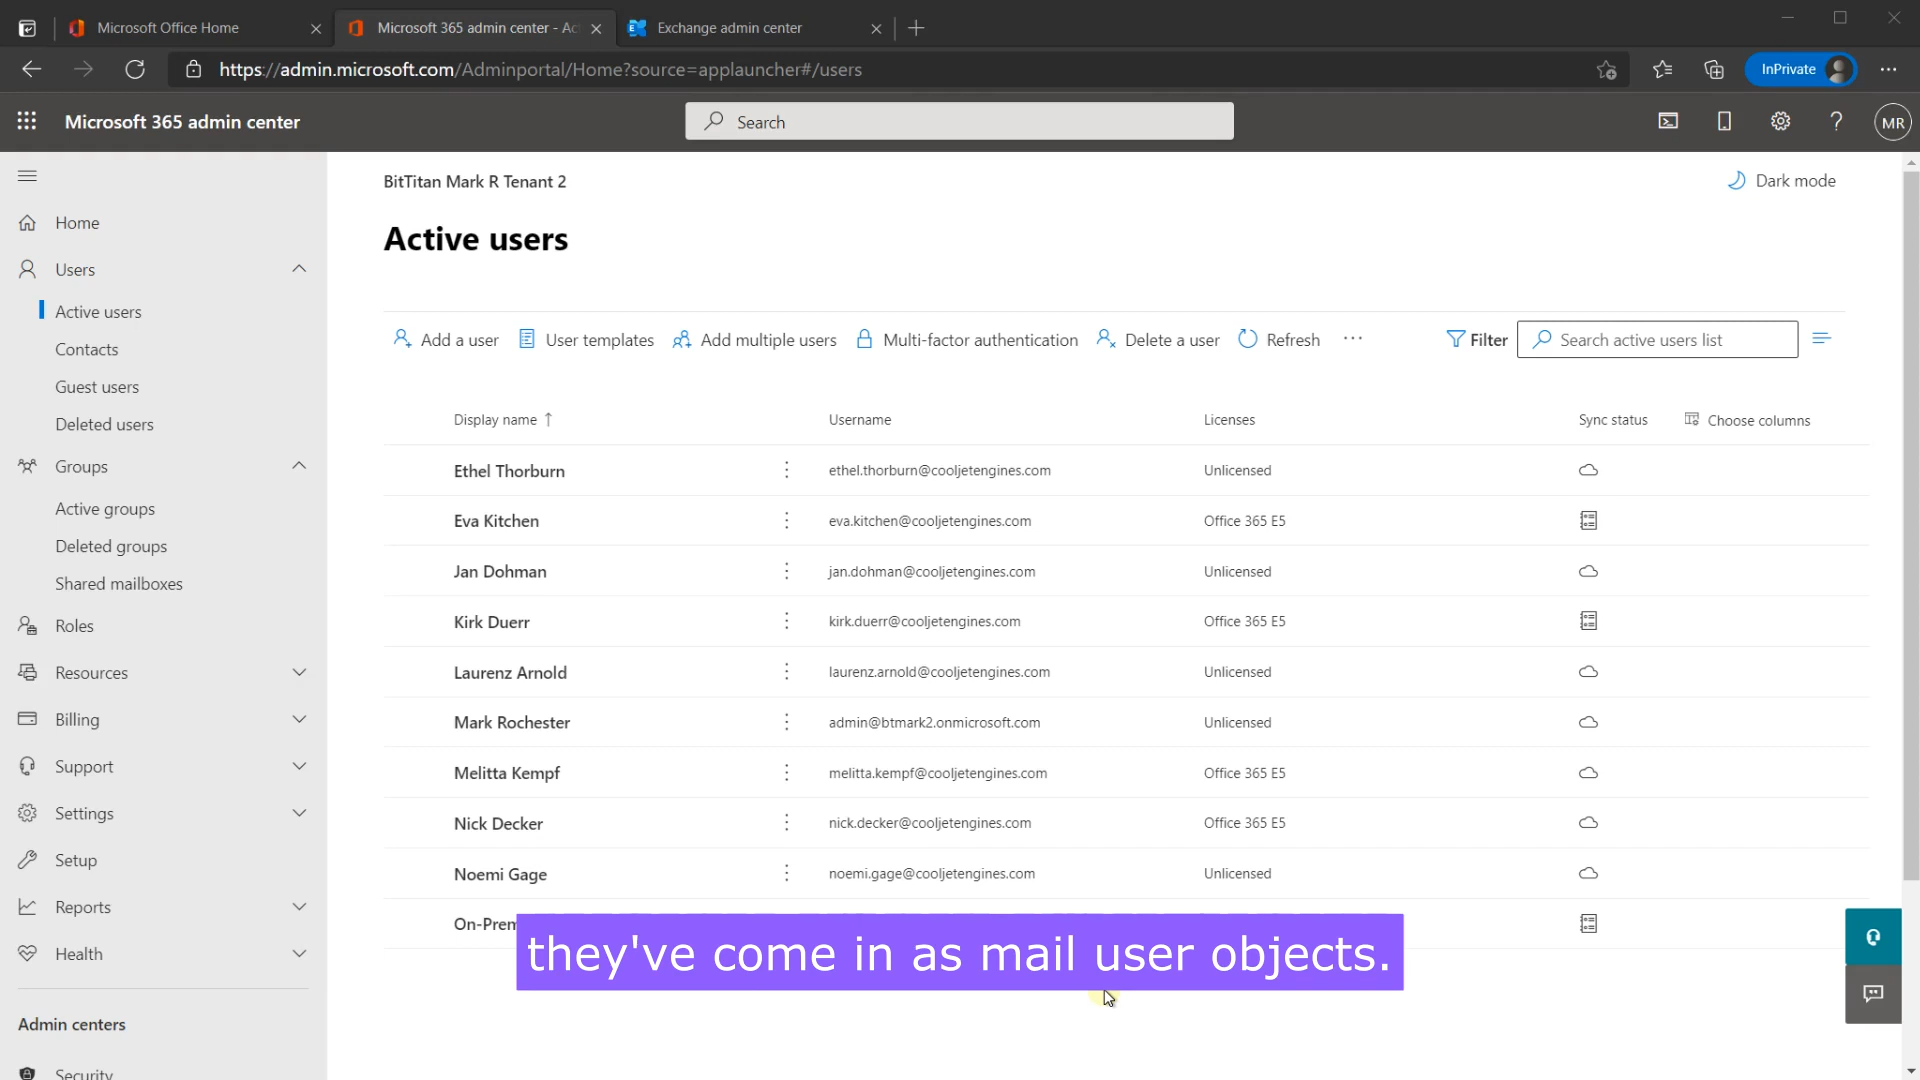 Microsoft Office Home
Microsoft 365 admin center - Ac
Exchange admin center
https://admin.microsoft.com/Adminportal/Home?source=applauncher#/users
InPrivate
Microsoft 365 admin center
Search
MR
BitTitan Mark R Tenant 2
Dark mode
Home
Users
Active users
Contacts
Guest users
Deleted users
Groups
Active groups
Deleted groups
Shared mailboxes
Roles
Resources
Billing
Support
Settings
Setup
Reports
Health
Admin centers
Security
Active users
Add a user
User templates
Add multiple users
Multi-factor authentication
Delete a user
Refresh
Filter
Search active users list
Display name ↑ Username Licenses Sync status Choose columns
Ethel Thorburn ethel.thorburn@cooljetengines.com Unlicensed
Eva Kitchen eva.kitchen@cooljetengines.com Office 365 E5
Jan Dohman jan.dohman@cooljetengines.com Unlicensed
Kirk Duerr kirk.duerr@cooljetengines.com Office 365 E5
Laurenz Arnold laurenz.arnold@cooljetengines.com Unlicensed
Mark Rochester admin@btmark2.onmicrosoft.com Unlicensed
Melitta Kempf melitta.kempf@cooljetengines.com Office 365 E5
Nick Decker nick.decker@cooljetengines.com Office 365 E5
Noemi Gage noemi.gage@cooljetengines.com Unlicensed
On-Prem
they've come in as mail user objects.